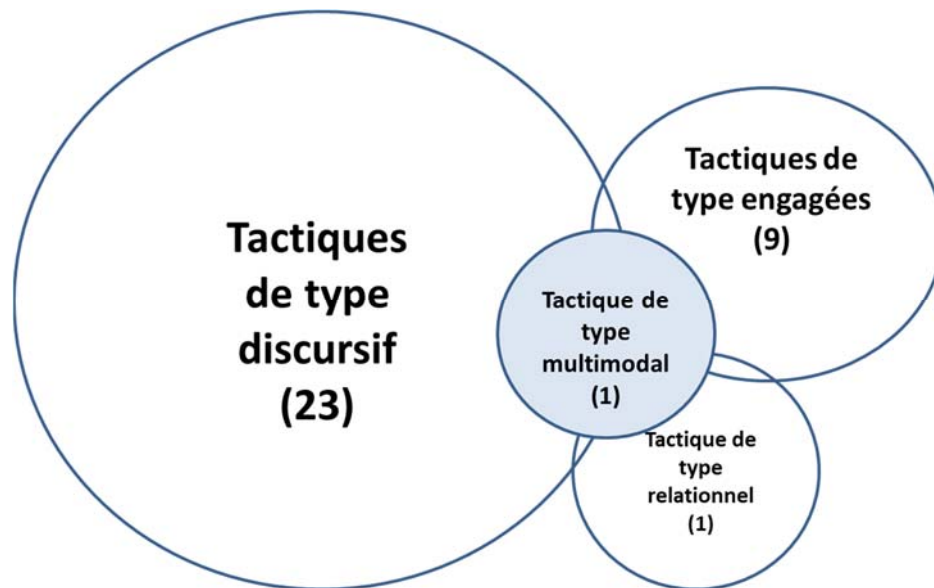 Tactiques
de type
discursif
(23)
Tactiques de
type engagées
(9)
Tactique de
type
multimodal
(1)
Tactique de
type
relationnel
(1)